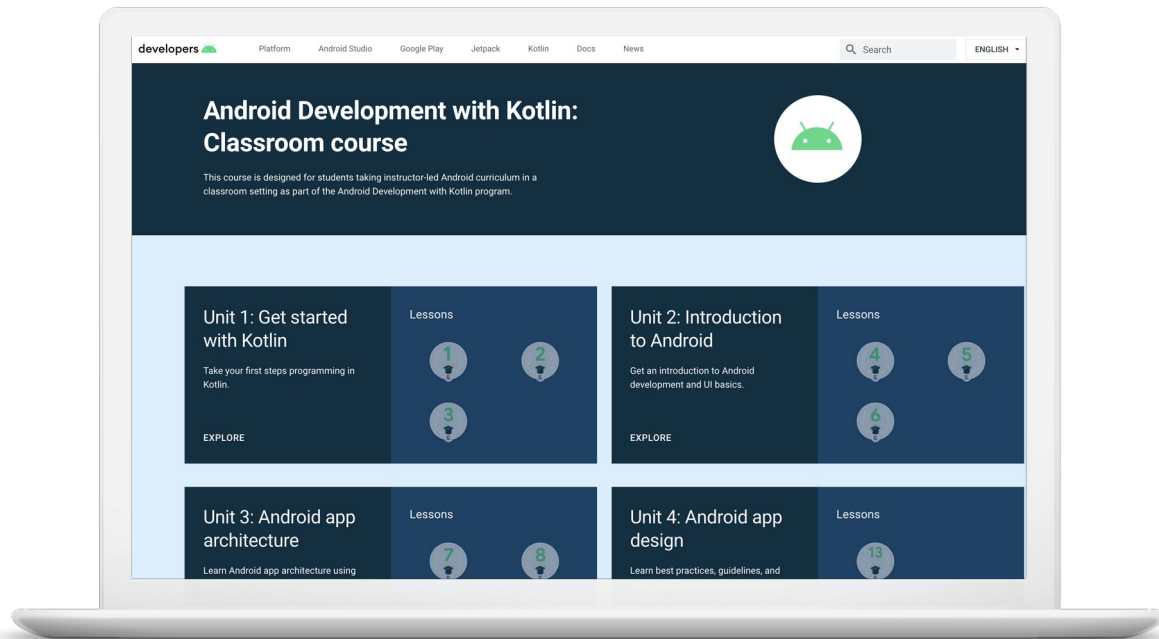 developers
Platform
Android Studio
Google Play
Jetpack
Kotlin
Docs
News
Search
ENGLISH
Android Development with Kotlin:
Classroom course
This course is designed for students taking instructor-led Android curriculum in a
classroom setting as part of the Android Development with Kotlin program.
Unit 1: Get started
with Kotlin
Take your first steps programming in
Kotlin.
EXPLORE
Lessons
1
2
3
Unit 2: Introduction
to Android
Get an introduction to Android
development and UI basics.
EXPLORE
Lessons
4
5
6
Unit 3: Android app
architecture
Learn Android app architecture using
Lessons
7
8
Unit 4: Android app
design
Learn best practices, guidelines, and
Lessons
13